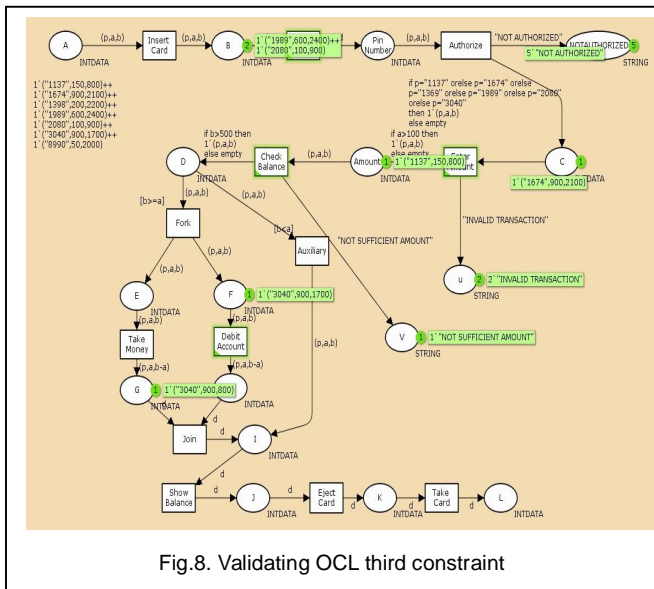 A
(p,a,b)
Insert
Card
(p,a,b)
B
2
1`("1989",600,2400)++
1`("2080",100,900)
(p,a,b)
Pin
Number
(p,a,b)
Authorize
"NOT AUTHORIZED"
NOTAUTHORIZED
5
5`"NOT AUTHORIZED"
INTDATA
INTDATA
INTDATA
STRING
1`("1137",150,800)++
1`("1674",900,2100)++
1`("1398",200,2200)++
1`("1989",600,2400)++
1`("2080",100,900)++
1`("3040",900,1700)++
1`("8990",50,2000)
if p="1137" orelse p="1674" orelse
p="1369" orelse p="1989" orelse p="2080"
orelse p="3040"
then 1`(p,a,b)
else empty
if b>500 then
1`(p,a,b)
else empty
if a>100 then
1`(p,a,b)
else empty
D
INTDATA
Check
Balance
(p,a,b)
Amount
1
1`("1137",150,800)
INTDATA
C
1
1`("1674",900,2100)
INTDATA
(p,a,b)
(p,a,b)
[b>=a]
Fork
[b<a]
Auxiliary
"NOT SUFFICIENT AMOUNT"
"INVALID TRANSACTION"
(p,a,b)
(p,a,b)
E
INTDATA
F
1
1`("3040",900,1700)
INTDATA
u
2
2`"INVALID TRANSACTION"
STRING
(p,a,b)
(p,a,b)
Take
Money
Debit
Account
(p,a,b)
V
1
1`"NOT SUFFICIENT AMOUNT"
STRING
(p,a,b-a)
(p,a,b-a)
G
1
1`("3040",900,800)
INTDATA
INTDATA
d
d
Join
d
I
INTDATA
d
Show
Balance
d
J
INTDATA
d
Eject
Card
d
K
INTDATA
d
Take
Card
d
L
INTDATA
Fig.8. Validating OCL third constraint